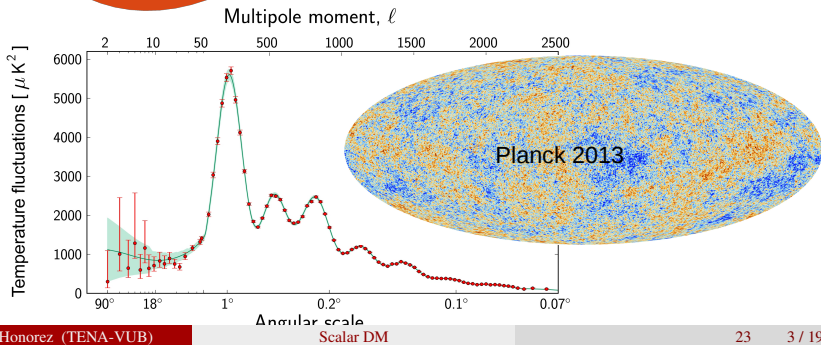 Multipole moment, ℓ
2 10 50 500 1000 1500 2000 2500
Temperature fluctuations [ μ K² ]
6000
5000
4000
3000
2000
1000
0
Planck 2013
90° 18° 1° 0.2° 0.1° 0.07°
Angular scale
Honorez (TENA-VUB) Scalar DM 23 3 / 19